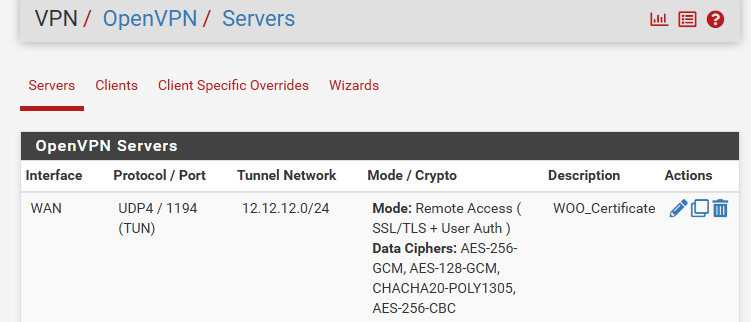 VPN / OpenVPN / Servers
Servers Clients Client Specific Overrides Wizards
OpenVPN Servers
Interface Protocol / Port Tunnel Network Mode / Crypto Description Actions
WAN UDP4 / 1194 12.12.12.0/24 Mode: Remote Access ( WOO_Certificate
(TUN) SSL/TLS + User Auth )
Data Ciphers: AES-256-
GCM, AES-128-GCM,
CHACHA20-POLY1305,
AES-256-CBC